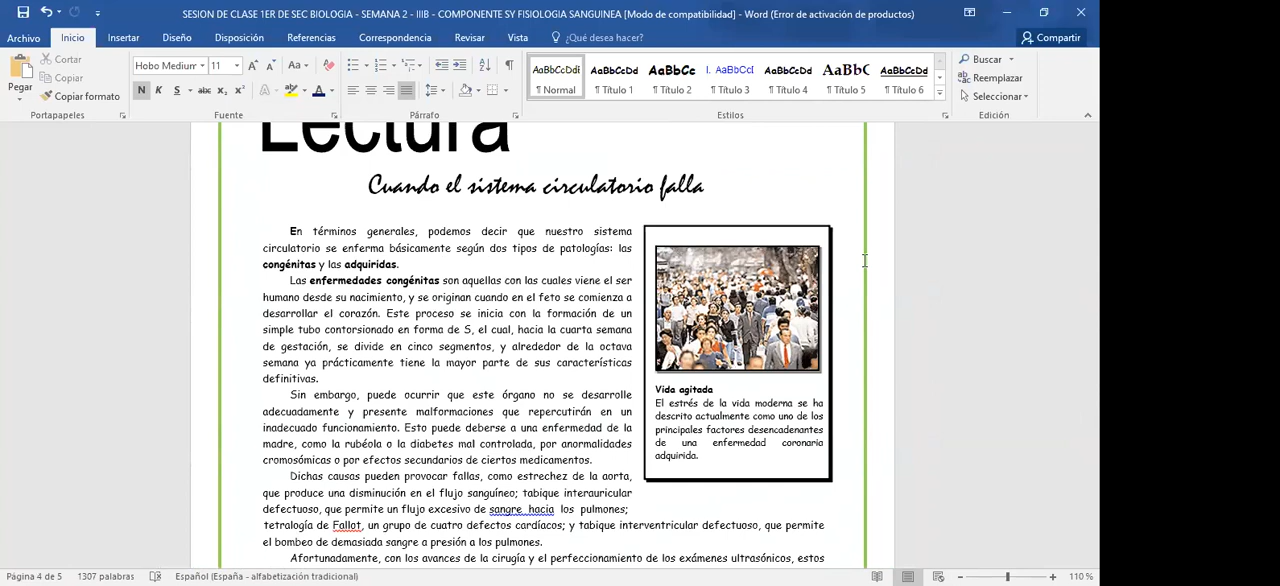 SESION DE CLASE 1ER DE SEC BIOLOGIA - SEMANA 2 - IIIB - COMPONENTE SY FISIOLOGIA SANGUINEA [Modo de compatibilidad] - Word (Error de activación de productos)
Archivo Inicio Insertar Diseño Disposición Referencias Correspondencia Revisar Vista ¿Qué desea hacer? Compartir
Pegar
Cortar
Copiar
Copiar formato
Portapapeles
Hobo Medium 11 Aa
N K S abc x₂ x² A A
Fuente
Párrafo
AaBbCcDdE AaBbCcDd AaBbCc I. AaBbCcI AaBbCcDd AaBbC AaBbCcDd
¶ Normal ¶ Título 1 ¶ Título 2 ¶ Título 3 ¶ Título 4 ¶ Título 5 ¶ Título 6
Estilos
Buscar
Reemplazar
Seleccionar
Edición
Lectura
Cuando el sistema circulatorio falla
En términos generales, podemos decir que nuestro sistema
circulatorio se enferma básicamente según dos tipos de patologías: las
congénitas y las adquiridas.
Las enfermedades congénitas son aquellas con las cuales viene el ser
humano desde su nacimiento, y se originan cuando en el feto se comienza a
desarrollar el corazón. Este proceso se inicia con la formación de un
simple tubo contorsionado en forma de S, el cual, hacia la cuarta semana
de gestación, se divide en cinco segmentos, y alrededor de la octava
semana ya prácticamente tiene la mayor parte de sus características
definitivas.
Sin embargo, puede ocurrir que este órgano no se desarrolle
adecuadamente y presente malformaciones que repercutirán en un
inadecuado funcionamiento. Esto puede deberse a una enfermedad de la
madre, como la rubéola o la diabetes mal controlada, por anormalidades
cromosómicas o por efectos secundarios de ciertos medicamentos.
Dichas causas pueden provocar fallas, como estrechez de la aorta,
que produce una disminución en el flujo sanguíneo; tabique interauricular
defectuoso, que permite un flujo excesivo de sangre hacia los pulmones;
tetralogía de Fallot, un grupo de cuatro defectos cardíacos; y tabique interventricular defectuoso, que permite
el bombeo de demasiada sangre a presión a los pulmones.
Afortunadamente, con los avances de la cirugía y el perfeccionamiento de los exámenes ultrasónicos, estos
Vida agitada
El estrés de la vida moderna se ha
descrito actualmente como uno de los
principales factores desencadenantes
de una enfermedad coronaria
adquirida.
Página 4 de 5 1307 palabras Español (España - alfabetización tradicional) 110 %